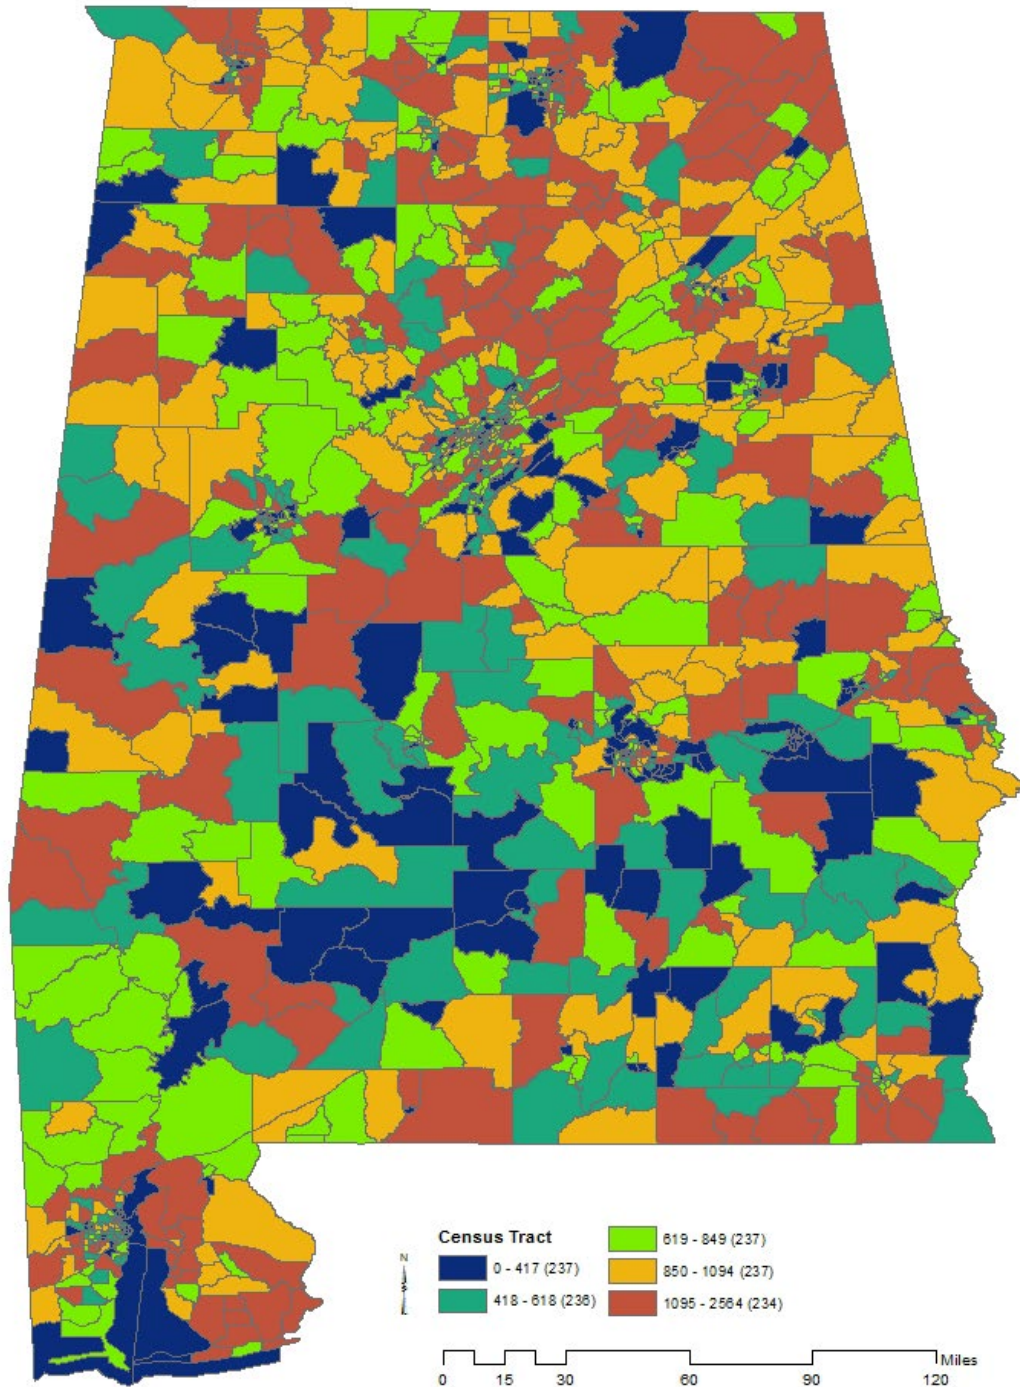 Census Tract
0 - 417 (237)
418 - 618 (236)
619 - 849 (237)
850 - 1094 (237)
1095 - 2564 (234)
N
Miles
0 15 30 60 90 120